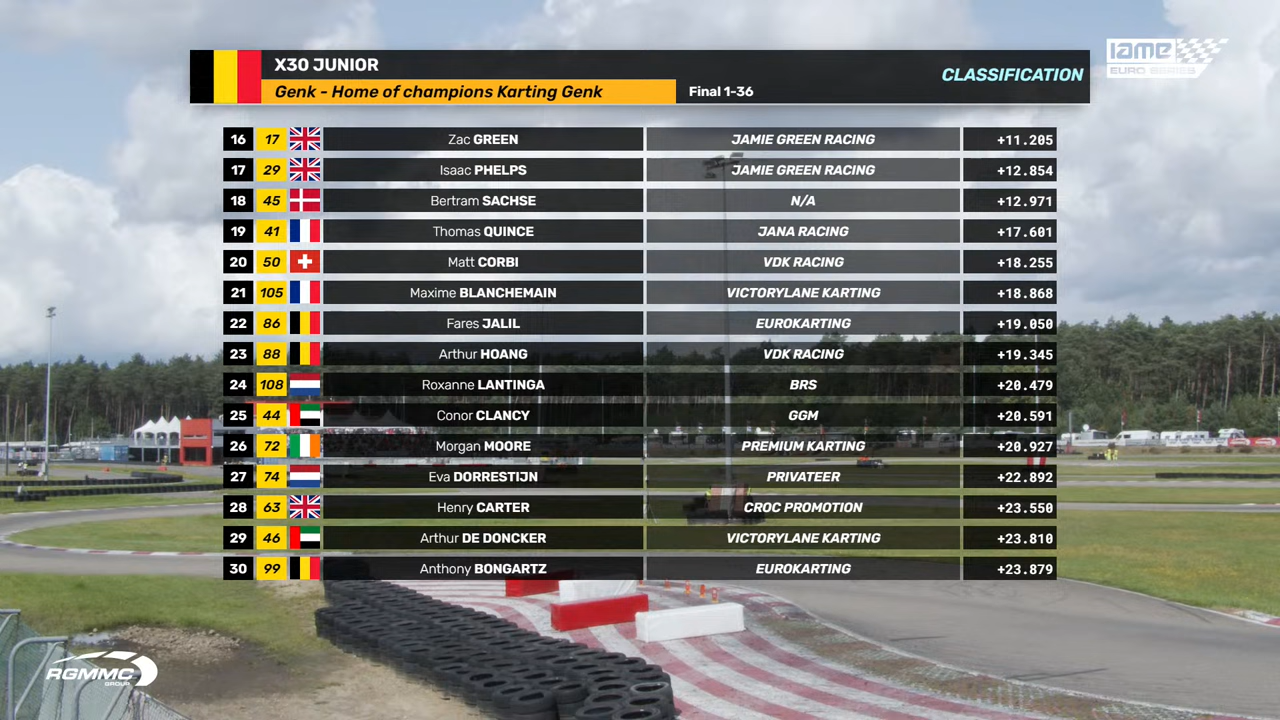 X30 JUNIOR
Genk - Home of champions Karting Genk
Final 1-36
CLASSIFICATION
iame
EURO SERIES
16 17 Zac GREEN JAMIE GREEN RACING +11.205
17 29 Isaac PHELPS JAMIE GREEN RACING +12.854
18 45 Bertram SACHSE N/A +12.971
19 41 Thomas QUINCE JANA RACING +17.601
20 50 Matt CORBI VDK RACING +18.255
21 105 Maxime BLANCHEMAIN VICTORYLANE KARTING +18.868
22 86 Fares JALIL EUROKARTING +19.050
23 88 Arthur HOANG VDK RACING +19.345
24 108 Roxanne LANTINGA BRS +20.479
25 44 Conor CLANCY GGM +20.591
26 72 Morgan MOORE PREMIUM KARTING +20.927
27 74 Eva DORRESTIJN PRIVATEER +22.892
28 63 Henry CARTER CROC PROMOTION +23.550
29 46 Arthur DE DONCKER VICTORYLANE KARTING +23.810
30 99 Anthony BONGARTZ EUROKARTING +23.879
RGMMC
GROUP